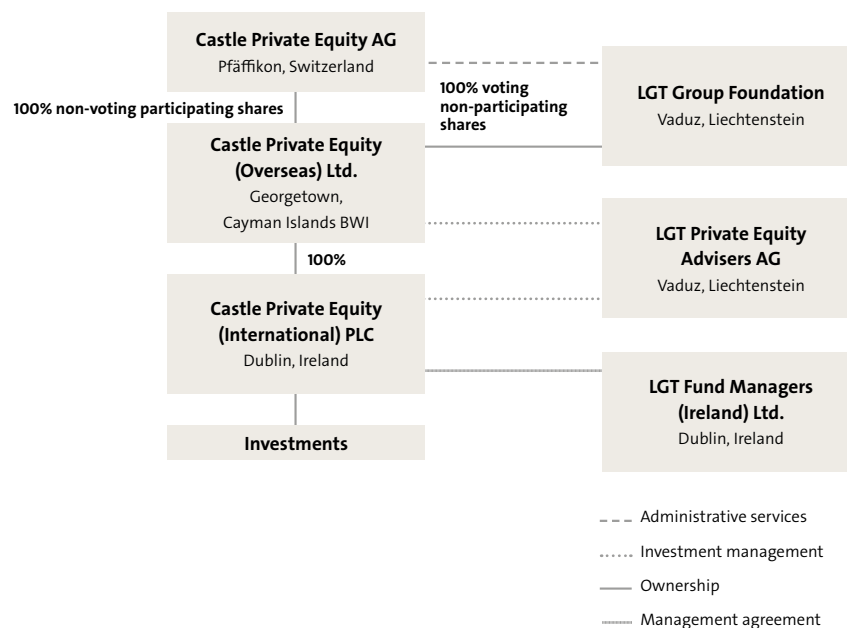 Castle Private Equity AG
Pfäffikon, Switzerland
100% non-voting participating shares
100% voting
non-participating
shares
LGT Group Foundation
Vaduz, Liechtenstein
Castle Private Equity
(Overseas) Ltd.
Georgetown,
Cayman Islands BWI
LGT Private Equity
Advisers AG
Vaduz, Liechtenstein
100%
Castle Private Equity
(International) PLC
Dublin, Ireland
LGT Fund Managers
(Ireland) Ltd.
Dublin, Ireland
Investments
Administrative services
Investment management
Ownership
Management agreement